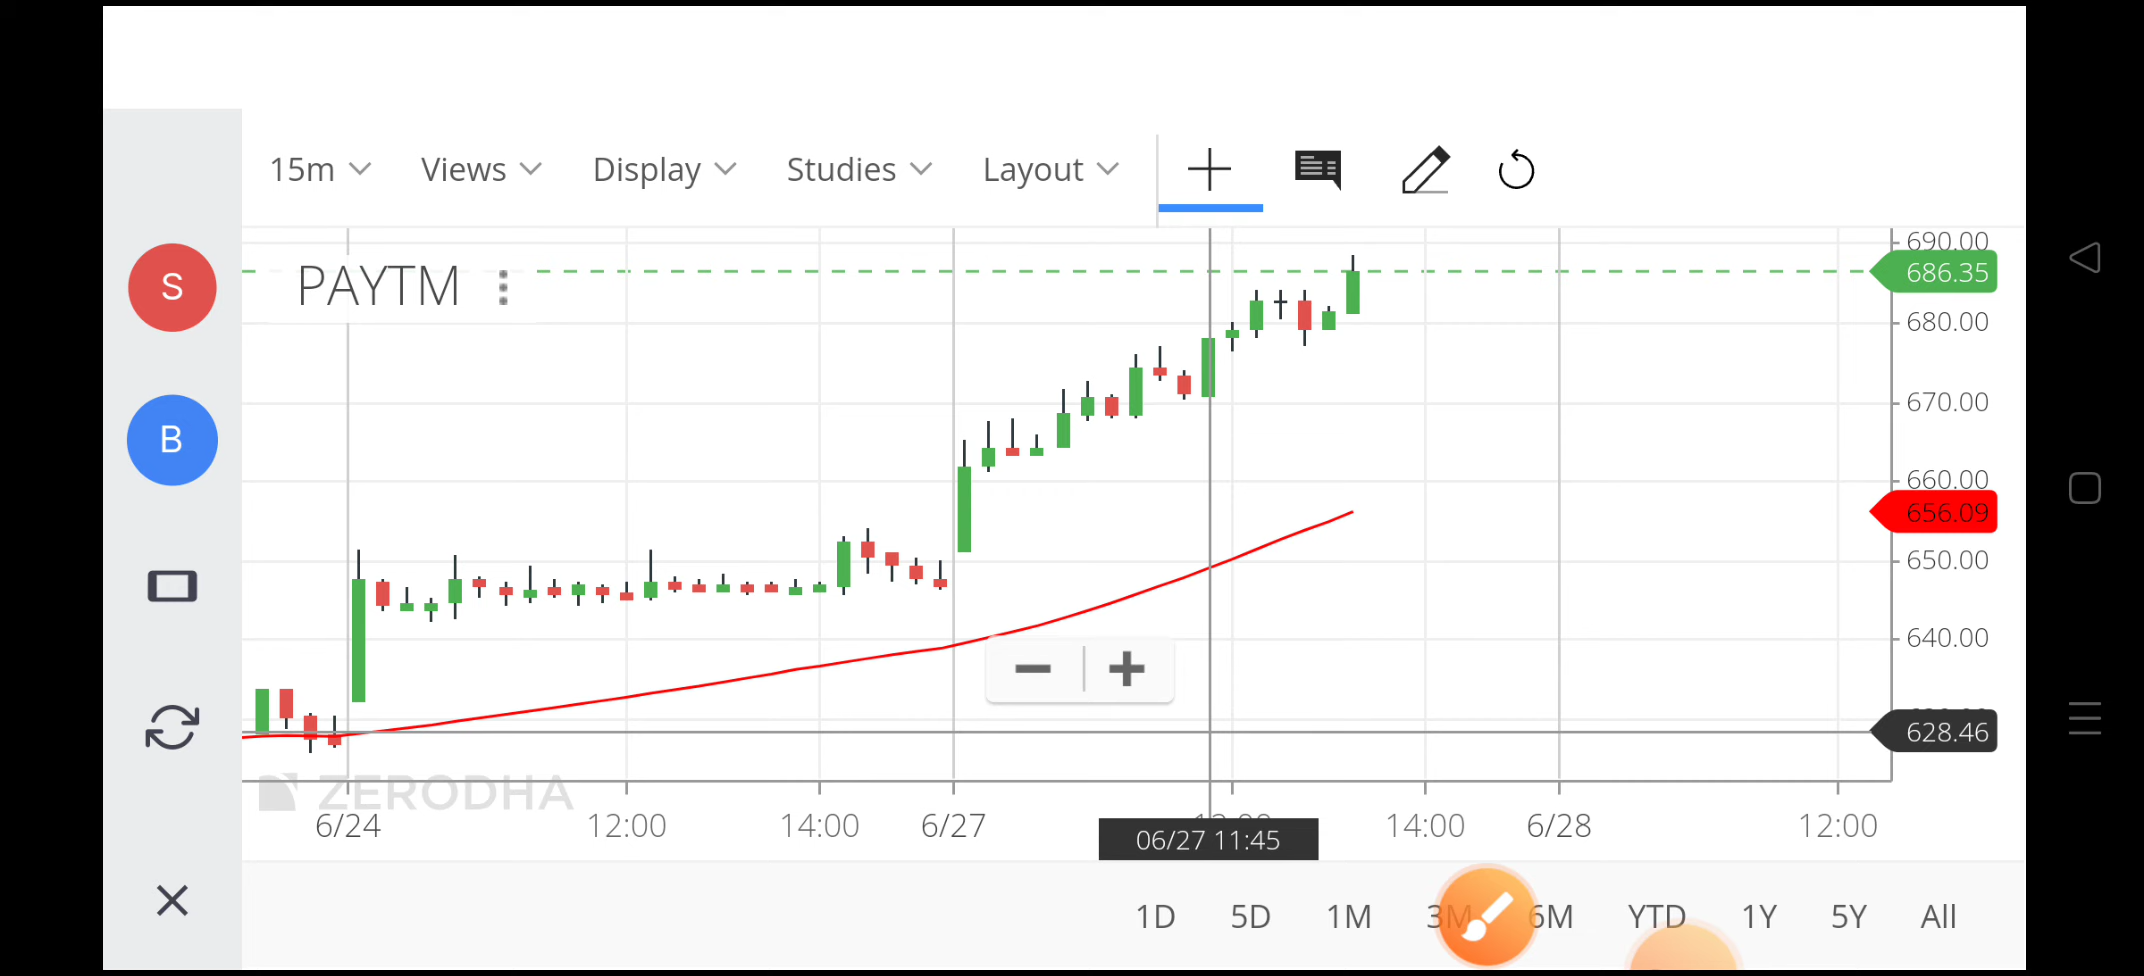 15m Views Display Studies Layout
S
B
PAYTM
690.00
686.35
680.00
670.00
660.00
656.09
650.00
640.00
628.46
ZERODHA
6/24 12:00 14:00 6/27 14:00 6/28 12:00
06/27 11:45
1D 5D 1M 3M 6M YTD 1Y 5Y All